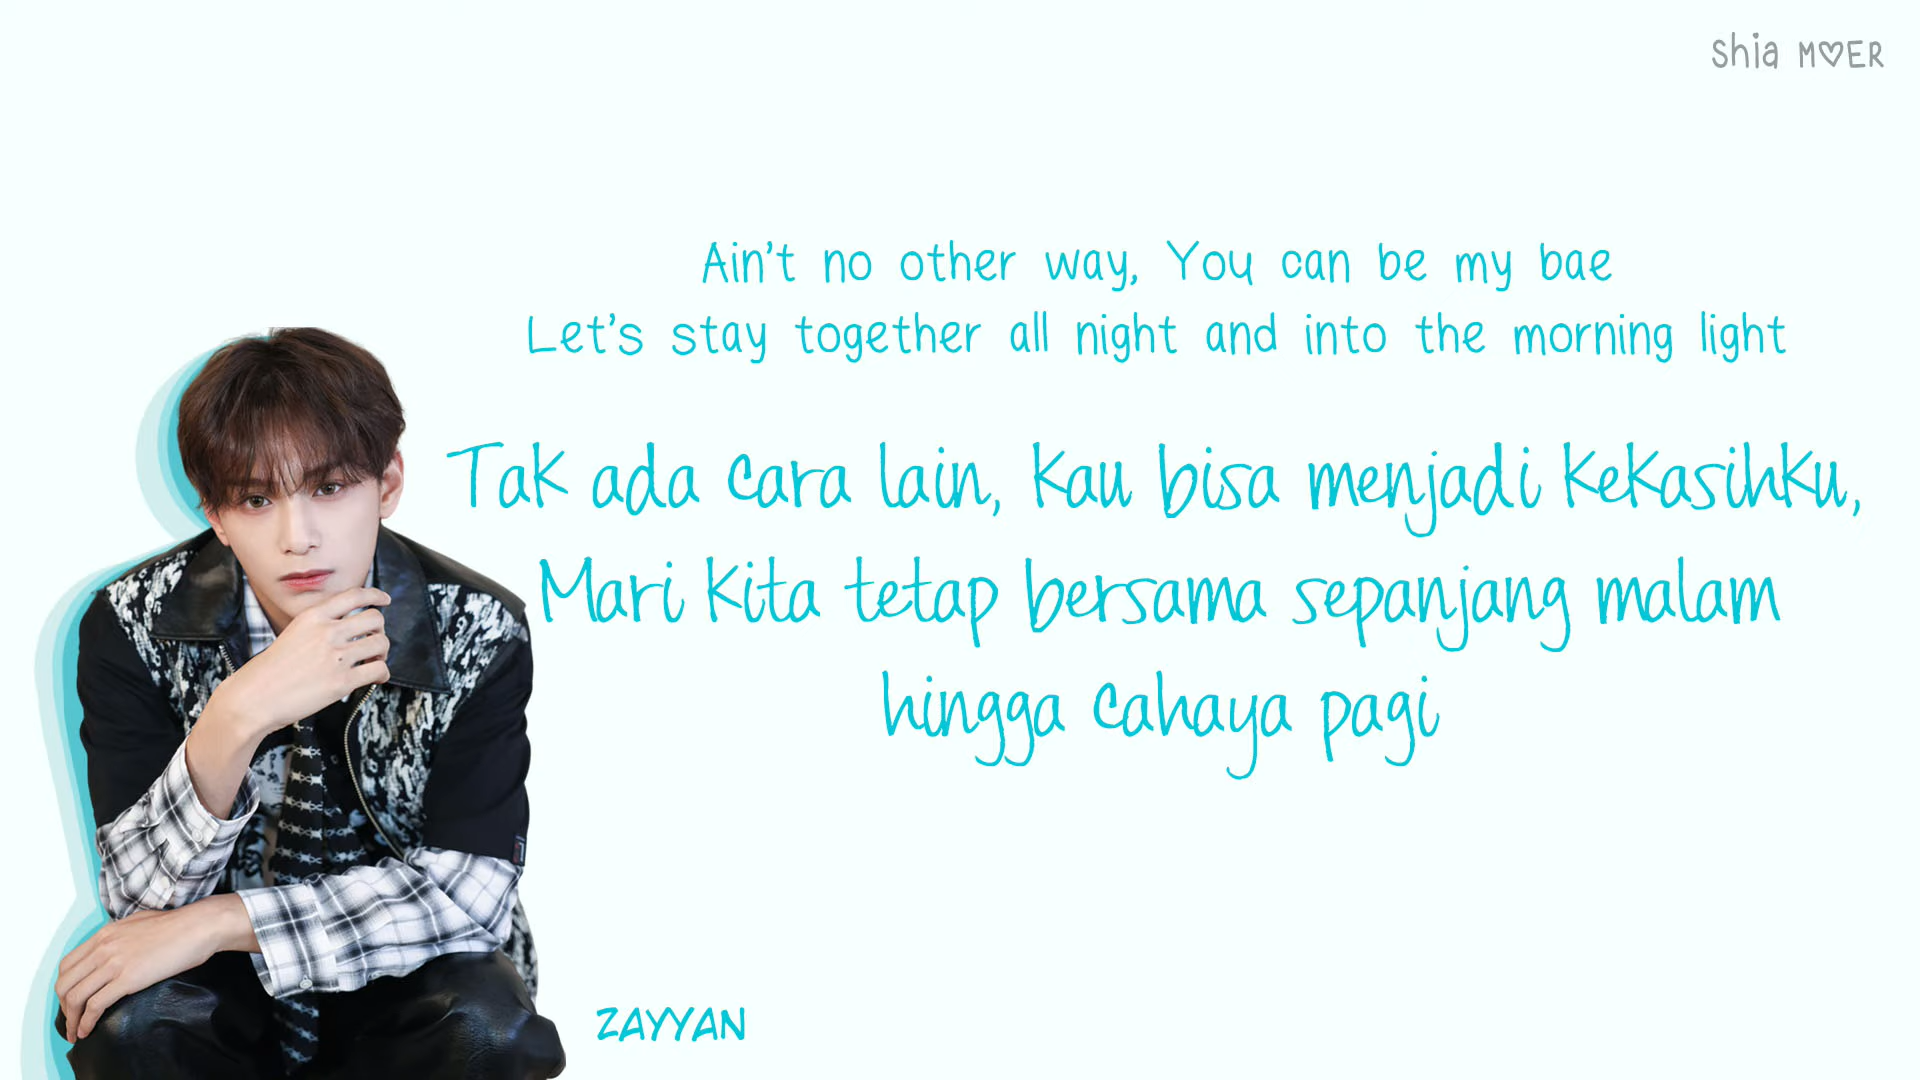 Shia M♡ER
Ain't no other way, You can be my bae
Let's stay together all night and into the morning light
Tak ada cara lain, kau bisa menjadi kekasihku,
Mari kita tetap bersama sepanjang malam
hingga cahaya pagi
ZAYYAN